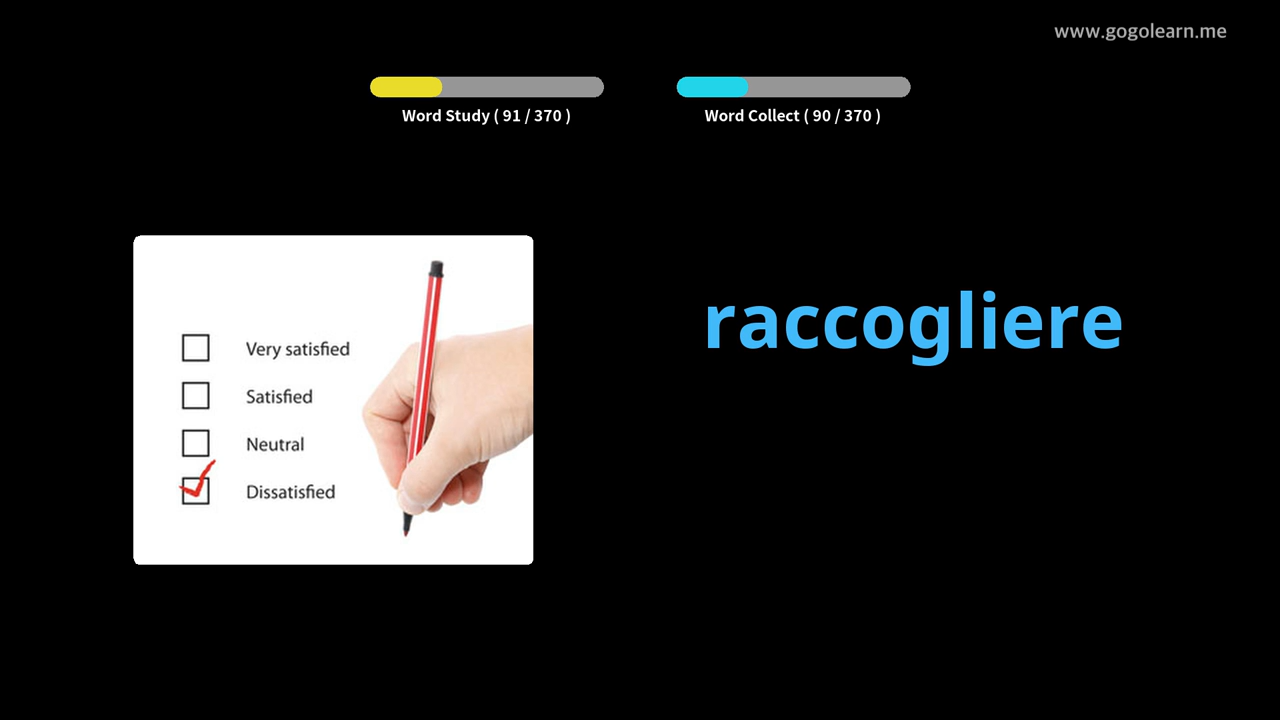 www.gogolearn.me
Word Study ( 91 / 370 )
Word Collect ( 90 / 370 )
raccogliere
Very satisfied
Satisfied
Neutral
Dissatisfied